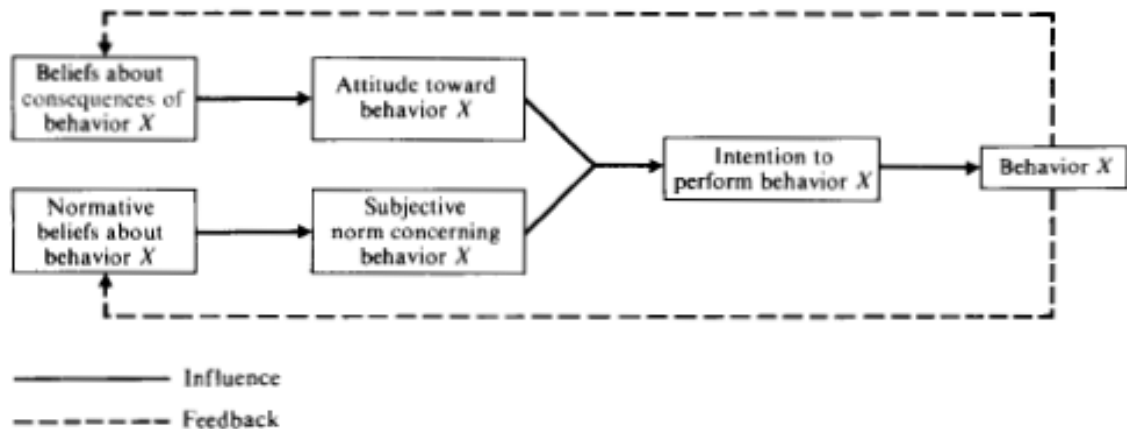 Beliefs about
consequences of
behavior X
Attitude toward
behavior X
Normative
beliefs about
behavior X
Subjective
norm concerning
behavior X
Intention to
perform behavior X
Behavior X
Influence
Feedback